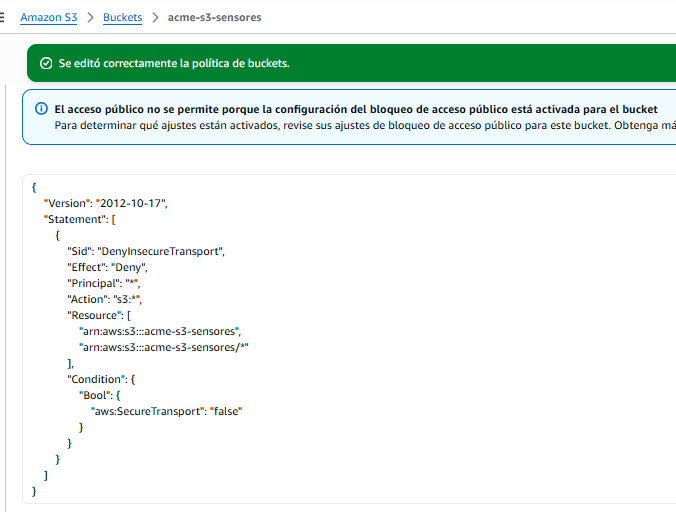 Amazon S3 > Buckets > acme-s3-sensores
Se editó correctamente la política de buckets.
El acceso público no se permite porque la configuración del bloqueo de acceso público está activada para el bucket
Para determinar qué ajustes están activados, revise sus ajustes de bloqueo de acceso público para este bucket. Obtenga má
{
    "Version": "2012-10-17",
    "Statement": [
        {
            "Sid": "DenyInsecureTransport",
            "Effect": "Deny",
            "Principal": "*",
            "Action": "s3:*",
            "Resource": [
                "arn:aws:s3:::acme-s3-sensores",
                "arn:aws:s3:::acme-s3-sensores/*"
            ],
            "Condition": {
                "Bool": {
                    "aws:SecureTransport": "false"
                }
            }
        }
    ]
}